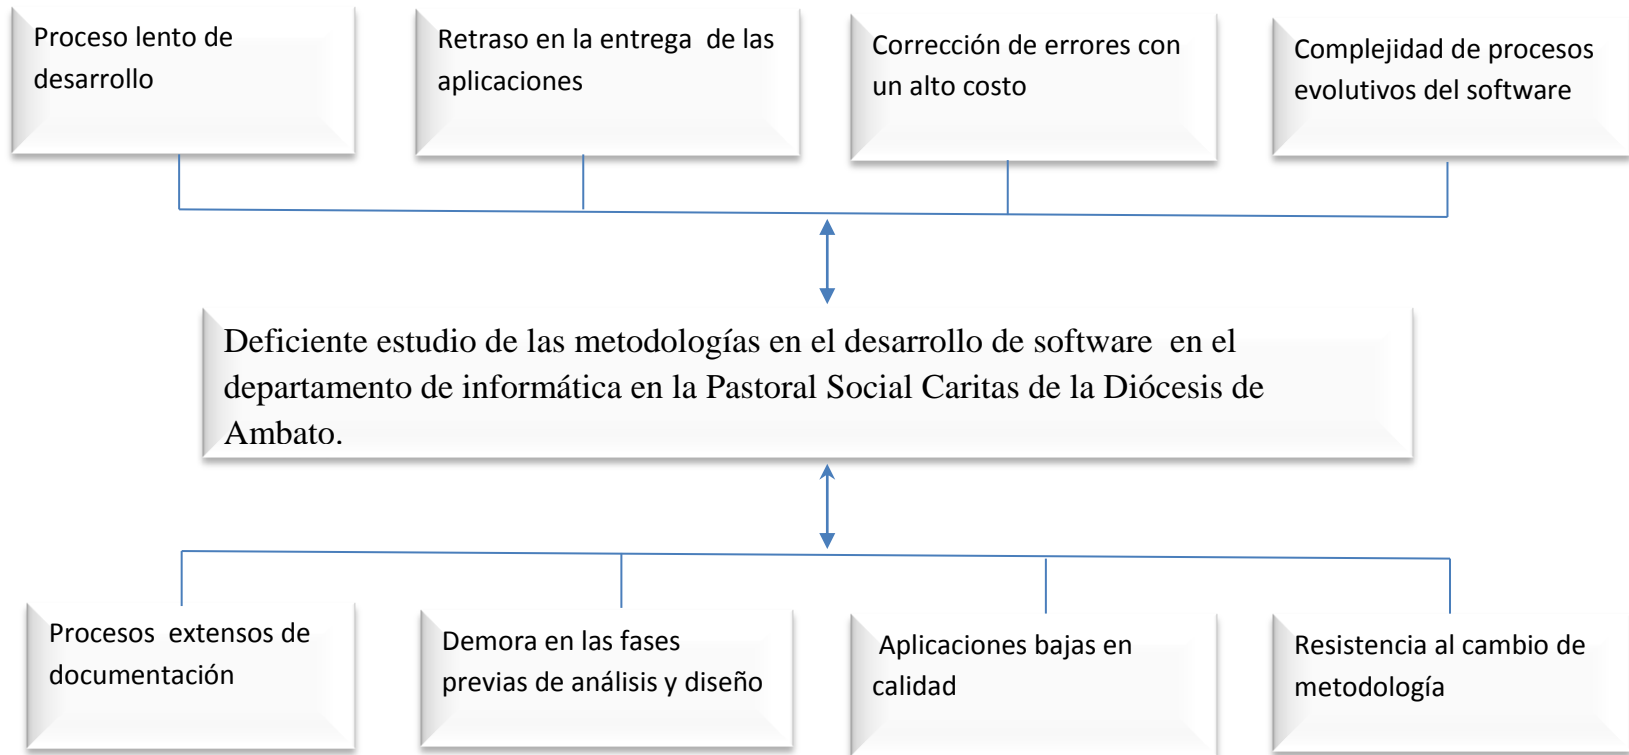 Proceso lento de
desarrollo
Retraso en la entrega  de las
aplicaciones
Corrección de errores con
un alto costo
Complejidad de procesos
evolutivos del software
Deficiente estudio de las metodologías en el desarrollo de software  en el
departamento de informática en la Pastoral Social Caritas de la Diócesis de
Ambato.
Procesos  extensos de
documentación
Demora en las fases
previas de análisis y diseño
Aplicaciones bajas en
calidad
Resistencia al cambio de
metodología